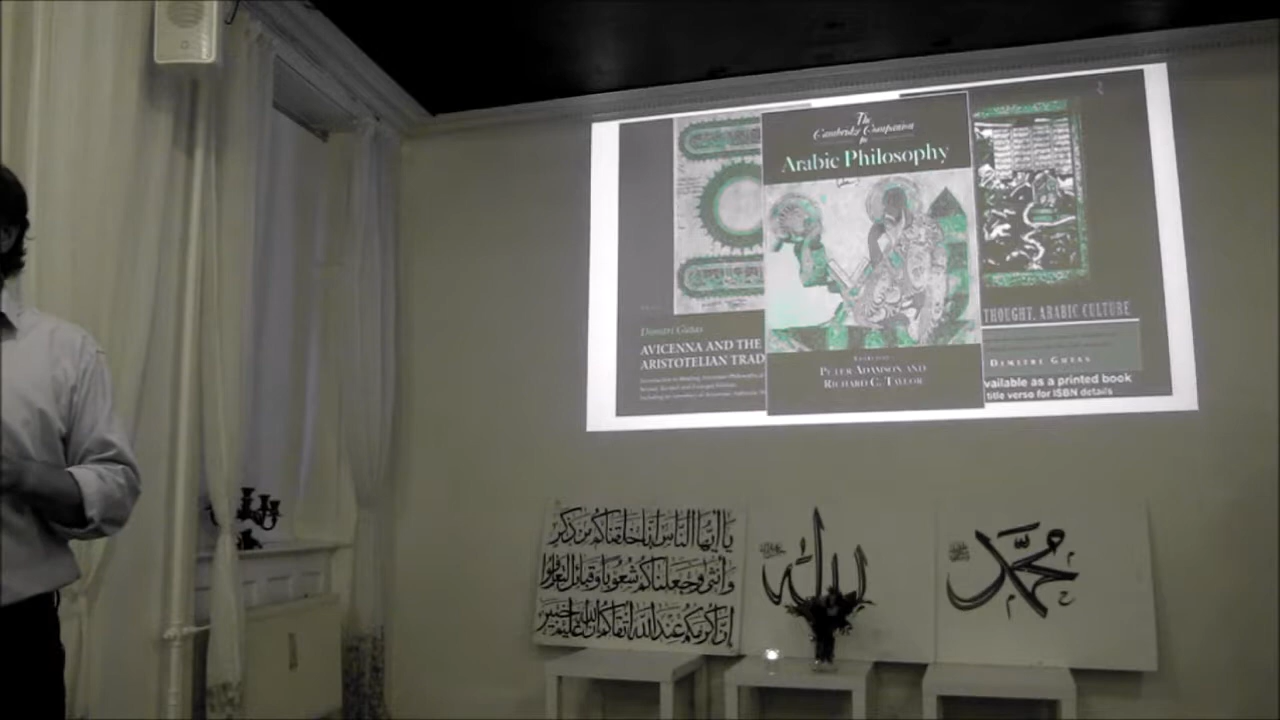 The
Cambridge Companion
to
Arabic Philosophy
Edited by
PETER ADAMSON AND
RICHARD C. TAYLOR
Dimitri Gutas
AVICENNA AND THE
ARISTOTELIAN TRAD
THOUGHT, ARABIC CULTURE
DIMITRI GUTAS
vailable as a printed book
title verso for ISBN details
يا أيها الناس إنا خلقناكم من ذكر
وأنثى وجعلناكم شعوبا وقبائل لتعارفوا
إن أكرمكم عند الله أتقاكم إن الله عليم خبير
الله
محمد